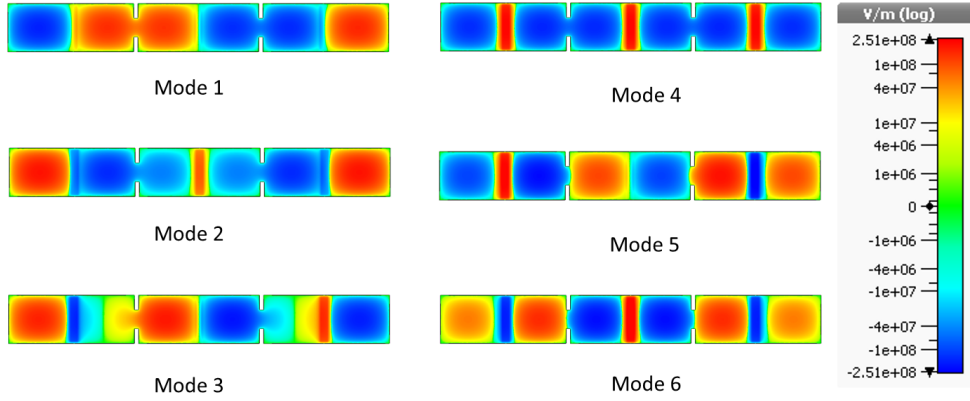 V/m (log)
Mode 1
Mode 4
Mode 2
Mode 5
Mode 3
Mode 6
2.51e+08
1e+08
4e+07
1e+07
4e+06
1e+06
0
-1e+06
-4e+06
-1e+07
-4e+07
-1e+08
-2.51e+08